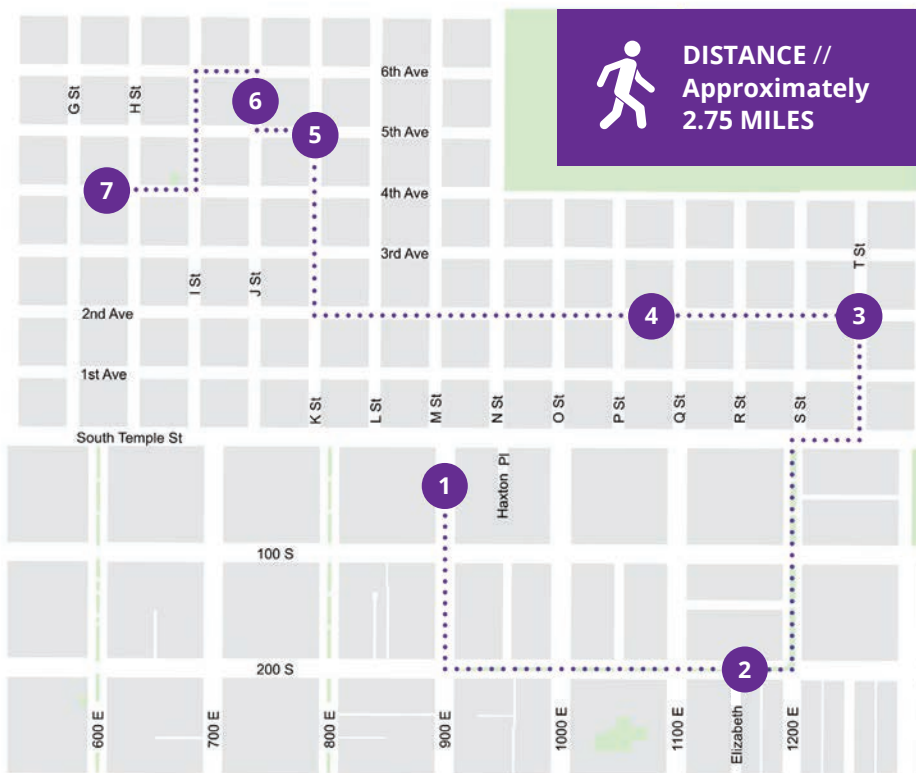 DISTANCE //
Approximately
2.75 MILES
6th Ave
G St
H St
6
5
5th Ave
7
4th Ave
3rd Ave
T St
I St
J St
2nd Ave
4
3
1st Ave
K St
L St
M St
N St
O St
P St
Q St
R St
S St
South Temple St
1
Haxton Pl
100 S
200 S
2
600 E
700 E
800 E
900 E
1000 E
1100 E
Elizabeth
1200 E